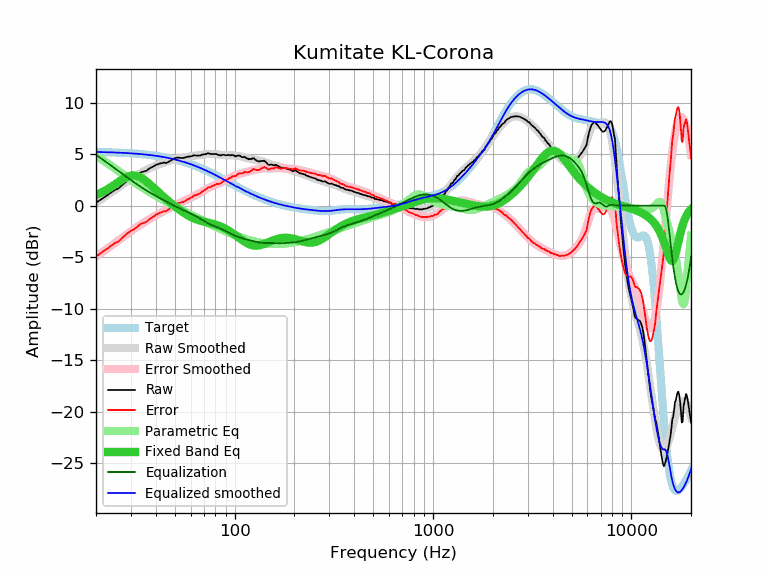 Kumitate KL-Corona
Amplitude (dBr)
10
5
0
−5
−10
−15
−20
−25
Target
Raw Smoothed
Error Smoothed
Raw
Error
Parametric Eq
Fixed Band Eq
Equalization
Equalized smoothed
100
1000
10000
Frequency (Hz)